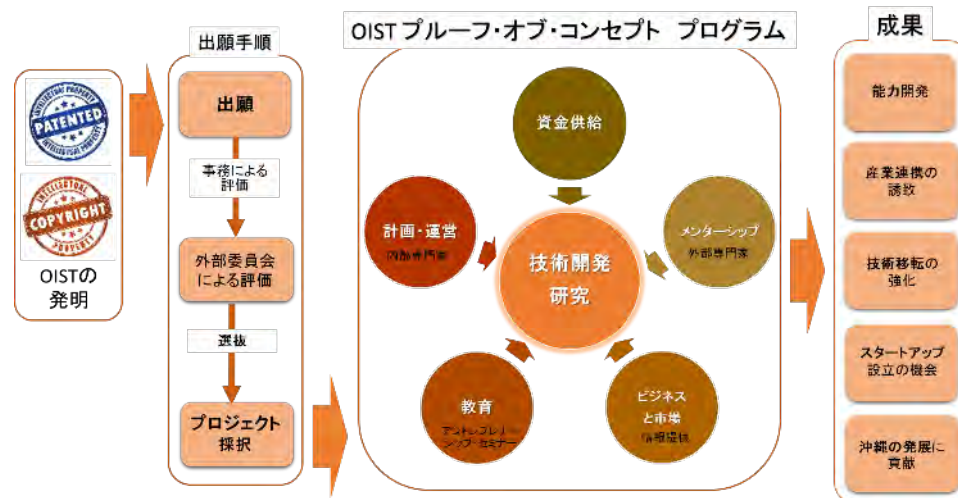 INTELLECTUAL PROPERTY
PATENTED
INTELLECTUAL PROPERTY
INTELLECTUAL
COPYRIGHT
PROPERTY
OISTの
発明
出願手順
出願
事務による
評価
外部委員会
による評価
選抜
プロジェクト
採択
OIST プルーフ・オブ・コンセプト プログラム
資金供給
計画・運営
内部専門家
メンターシップ
外部専門家
技術開発
研究
教育
アントレプレナー
シップ・セミナー
ビジネス
と市場
情報提供
成果
能力開発
産業連携の
誘致
技術移転の
強化
スタートアップ
設立の機会
沖縄の発展に
貢献